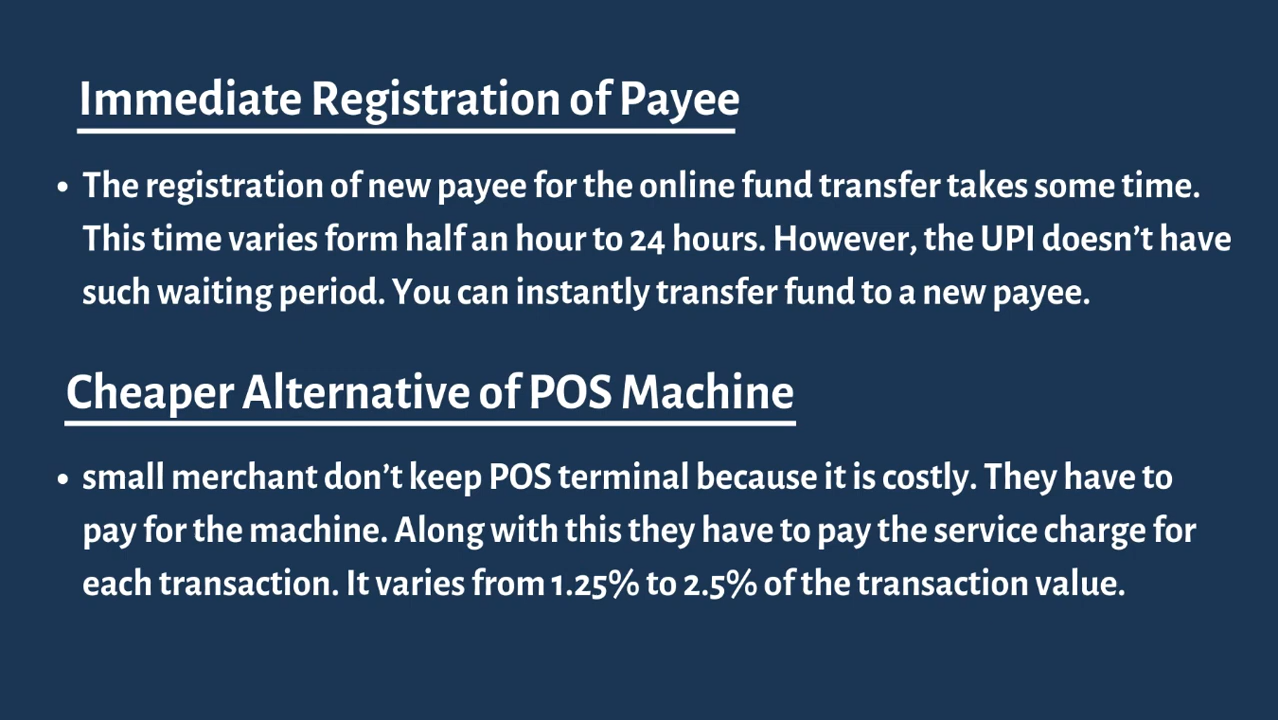 Immediate Registration of Payee
• The registration of new payee for the online fund transfer takes some time.
This time varies form half an hour to 24 hours. However, the UPI doesn’t have
such waiting period. You can instantly transfer fund to a new payee.
Cheaper Alternative of POS Machine
• small merchant don’t keep POS terminal because it is costly. They have to
pay for the machine. Along with this they have to pay the service charge for
each transaction. It varies from 1.25% to 2.5% of the transaction value.